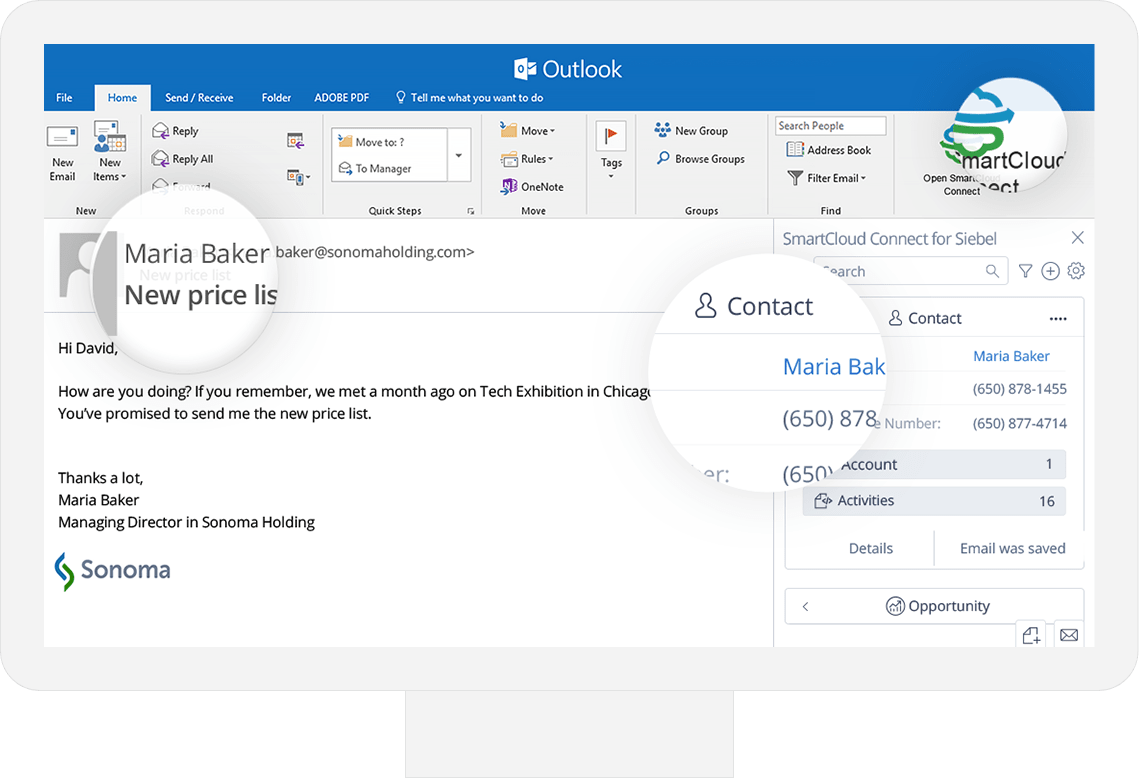 Outlook
File Home Send / Receive Folder ADOBE PDF Tell me what you want to do
New Email
New Items
Reply
Reply All
Forward
Move to: ?
To Manager
Move
Rules
OneNote
Tags
New Group
Browse Groups
Search People
Address Book
Filter Email
Open SmartCloud
Connect
martCloud
nect
New Respond Quick Steps Move Groups Find
Maria Baker
baker@sonomaholding.com>
New price list
New price lis
SmartCloud Connect for Siebel
Search
Contact
Maria Bak
(650) 878
er:
(650)
Contact
Maria Baker
(650) 878-1455
e Number: (650) 877-4714
Account 1
Activities 16
Details Email was saved
Opportunity
Hi David,
How are you doing? If you remember, we met a month ago on Tech Exhibition in Chicago
You’ve promised to send me the new price list.
Thanks a lot,
Maria Baker
Managing Director in Sonoma Holding
Sonoma